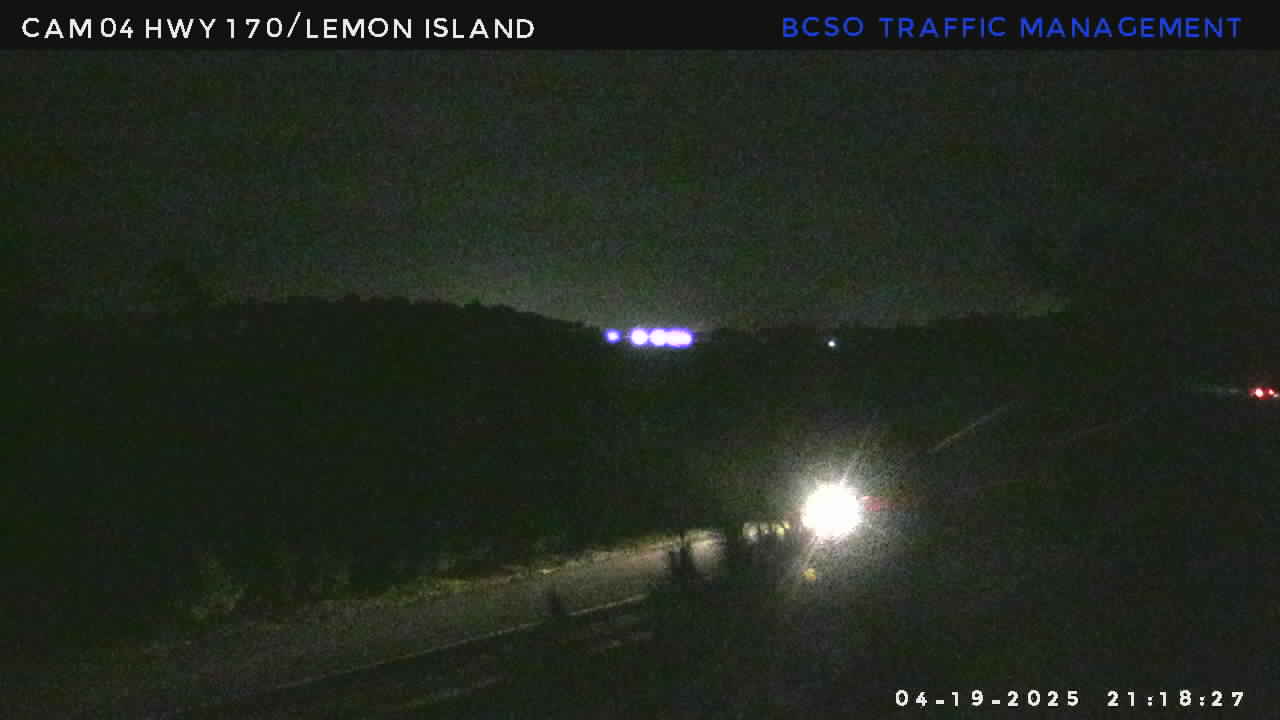 CAM04 HWY 170/LEMON ISLAND
BCSO TRAFFIC MANAGEMENT
04-19-2025 21:18:27